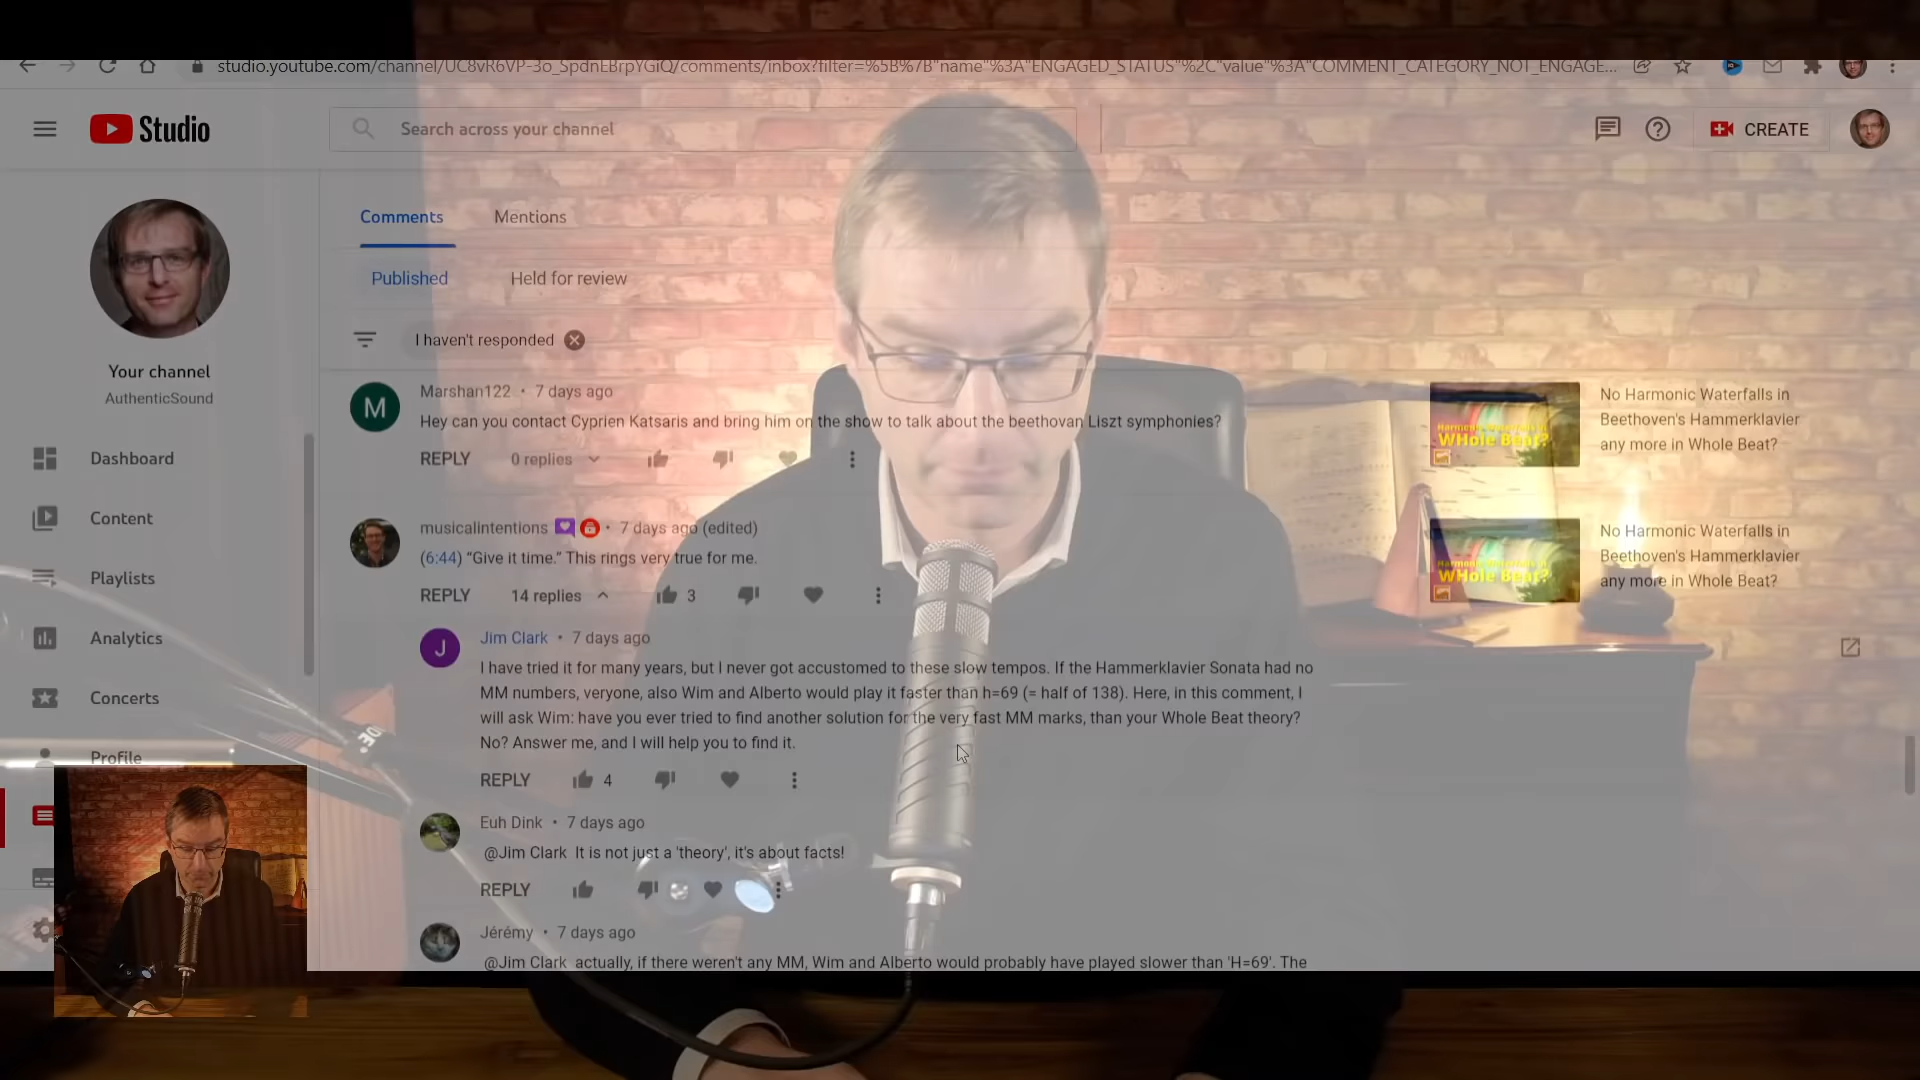 studio.youtube.com/channel/UC8vR6VP-3o_SpdnEBrpYGiQ/comments/inbox?filter=%5B%7B"name"%3A"ENGAGED_STATUS"%2C"value"%3A"COMMENT_CATEGORY_NOT_ENGAGE...
Studio
Search across your channel
CREATE
Comments
Mentions
Published
Held for review
I haven't responded
Your channel
AuthenticSound
Dashboard
Content
Playlists
Analytics
Concerts
Profile
M
Marshan122 • 7 days ago
Hey can you contact Cyprien Katsaris and bring him on the show to talk about the beethovan Liszt symphonies?
REPLY 0 replies
Harmonic Waterfalls in
WHole Beat?
No Harmonic Waterfalls in
Beethoven's Hammerklavier
any more in Whole Beat?
musicalintentions • 7 days ago (edited)
(6:44) “Give it time.” This rings very true for me.
REPLY 14 replies 3
Harmonic Waterfalls in
WHole Beat?
No Harmonic Waterfalls in
Beethoven's Hammerklavier
any more in Whole Beat?
J
Jim Clark • 7 days ago
I have tried it for many years, but I never got accustomed to these slow tempos. If the Hammerklavier Sonata had no
MM numbers, veryone, also Wim and Alberto would play it faster than h=69 (= half of 138). Here, in this comment, I
will ask Wim: have you ever tried to find another solution for the very fast MM marks, than your Whole Beat theory?
No? Answer me, and I will help you to find it.
REPLY 4
Euh Dink • 7 days ago
@Jim Clark It is not just a 'theory', it's about facts!
REPLY
Jérémy • 7 days ago
@Jim Clark actually, if there weren't any MM, Wim and Alberto would probably have played slower than 'H=69'. The